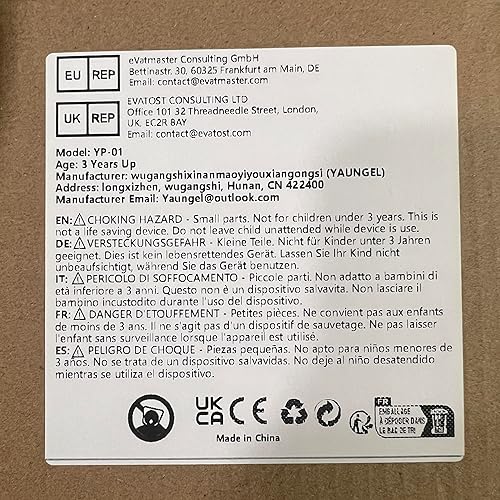 EU REP
eVatmaster Consulting GmbH
Bettinastr. 30, 60325 Frankfurt am Main, DE
Email: contact@evatmaster.com
UK REP
EVATOST CONSULTING LTD
Office 101 32 Threadneedle Street, London,
UK, EC2R 8AY
Email: contact@evatost.com
Model: YP-01
Age: 3 Years Up
Manufacturer: wugangshixinanmaoyiyouxiangongsi (YAUNGEL)
Address: longxizhen, wugangshi, Hunan, CN 422400
Manufacturer Email: Yaungel@outlook.com
EN: CHOKING HAZARD - Small parts. Not for children under 3 years. This is not
a life saving device. Do not leave child unattended while device is use.
DE: VERSTECKUNGSGEFAHR - Kleine Teile. Nicht für Kinder unter 3 Jahren
geeignet. Dies ist kein lebensrettendes Gerät. Lassen Sie Ihr Kind nicht
unbeaufsichtigt, während das Gerät benutzen.
IT: PERICOLO DI SOFFOCAMENTO - Piccole parti. Non adatto a bambini di
età inferiore a 3 anni. Questo non è un dispositivo salvavita. Non lasciare il
bambino incustodito durante l'uso del dispositivo.
FR: DANGER D'ETOUFFEMENT - Petites pièces. Ne convient pas aux enfants
de moins de 3 ans. Il ne s'agit pas d'un dispositif de sauvetage. Ne pas laisser
l'enfant sans surveillance lorsque l'appareil est utilisé.
ES: PELIGRO DE CHOQUE - Piezas pequeñas. No apto para niños menores de
3 años. No se trata de un dispositivo salvavidas. No deje al niño desatendido
mientras se utiliza el dispositivo.
UK
CA
CE
FR
EMBALLAGE
À DÉPOSER DANS
LE BAC DE TRI
Made in China